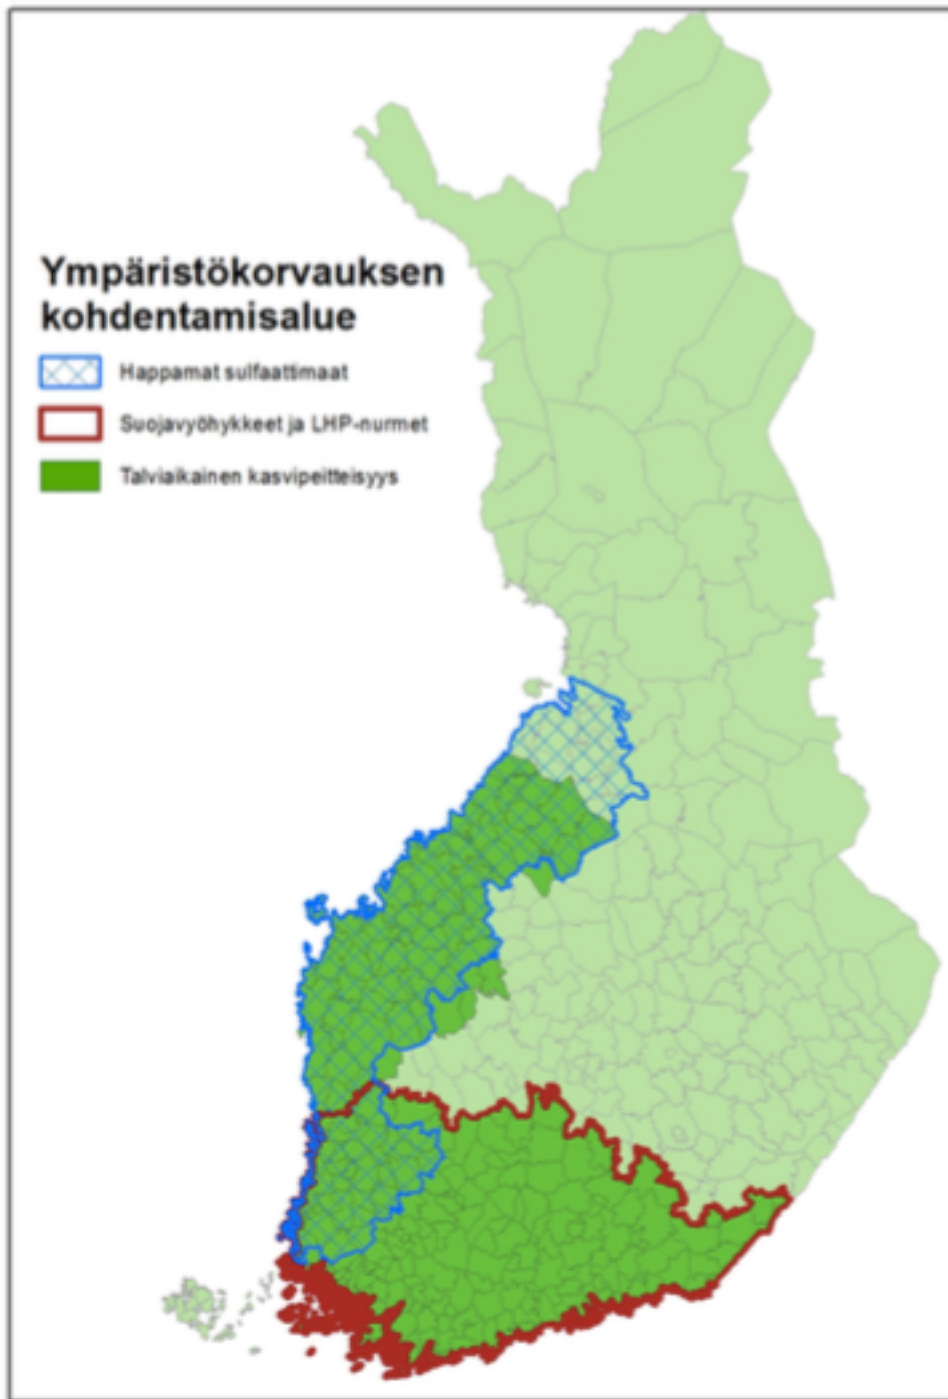 Ympäristökorvauksen
kohdentamisalue
Happamat sulfaattimaat
Suojavyöhykkeet ja LHP-nurmet
Talviaikainen kasvipeitteisyys